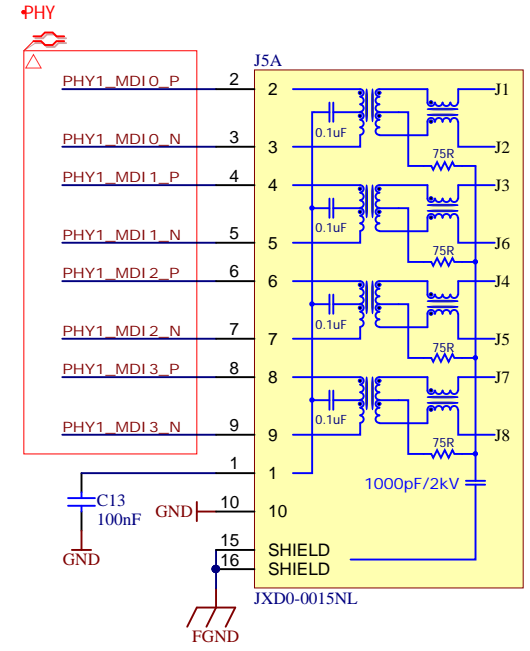 PHY
J5A
PHY1_MDI0_P 2 2 J1
0.1uF
PHY1_MDI0_N 3 3 J2
75R
PHY1_MDI1_P 4 4 J3
0.1uF
PHY1_MDI1_N 5 5 J6
75R
PHY1_MDI2_P 6 6 J4
0.1uF
PHY1_MDI2_N 7 7 J5
75R
PHY1_MDI3_P 8 8 J7
0.1uF
PHY1_MDI3_N 9 9 J8
75R
1 1
1000pF/2kV
C13
100nF
GND
GND 10 10
15 SHIELD
16 SHIELD
JXD0-0015NL
FGND